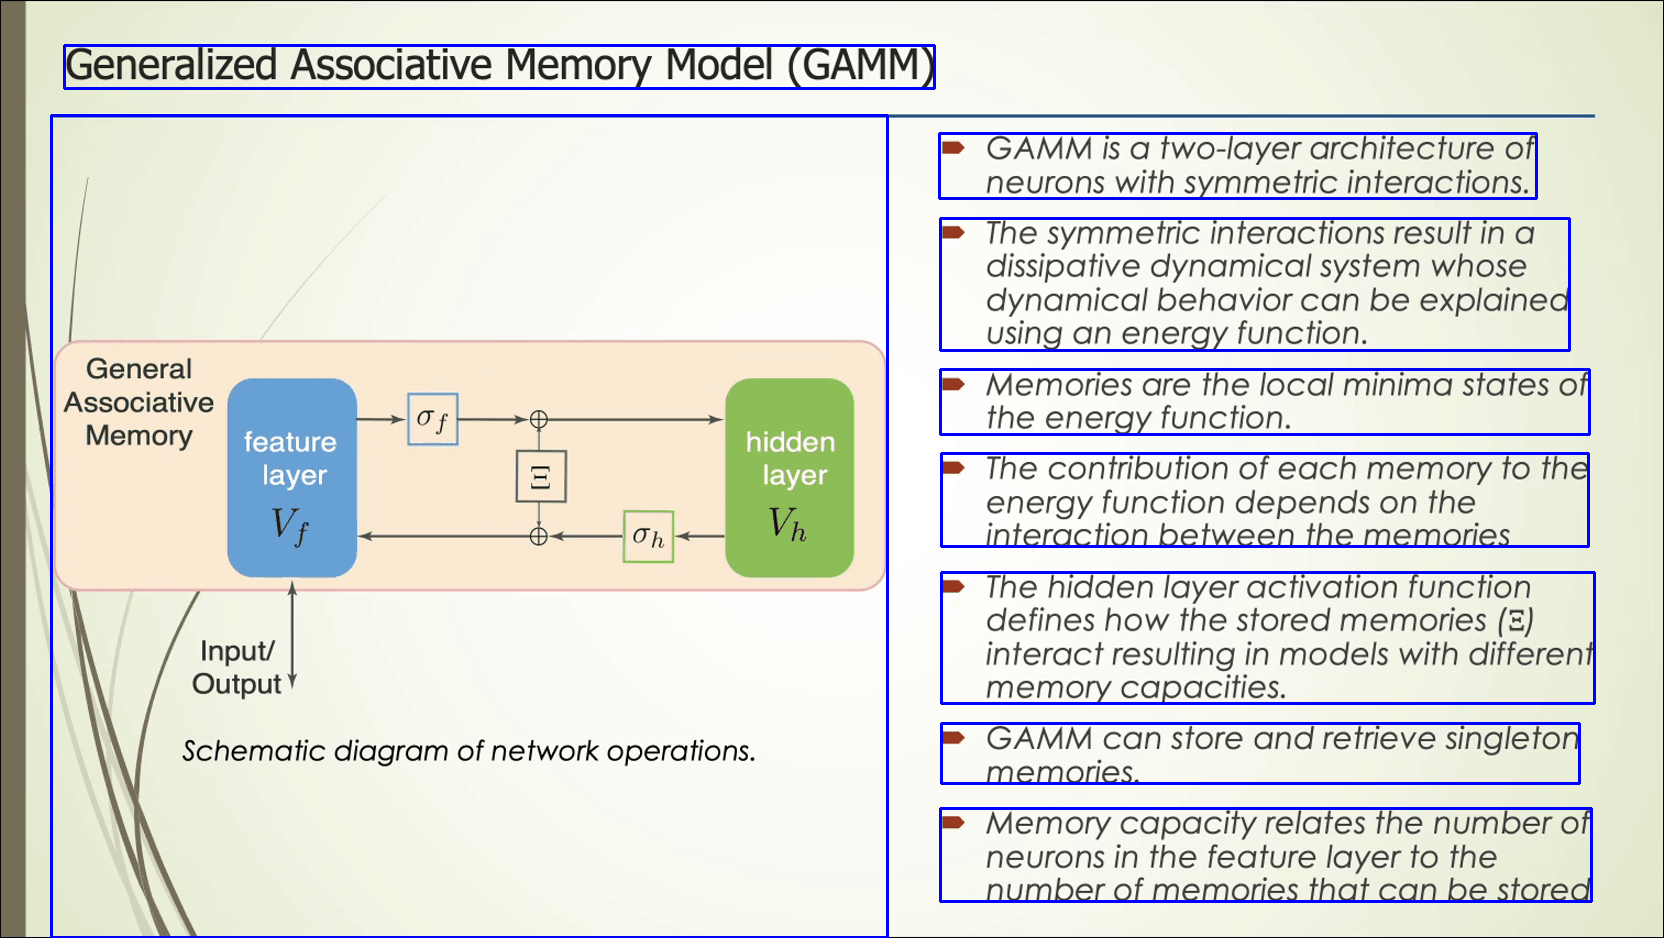 Generalized Associative Memory Model (GAMM)
General
Associative
Memory
feature
layer
V_f
σ_f
Ξ
σ_h
hidden
layer
V_h
Input/
Output
Schematic diagram of network operations.
GAMM is a two-layer architecture of
neurons with symmetric interactions.
The symmetric interactions result in a
dissipative dynamical system whose
dynamical behavior can be explained
using an energy function.
Memories are the local minima states of
the energy function.
The contribution of each memory to the
energy function depends on the
interaction between the memories
The hidden layer activation function
defines how the stored memories (Ξ)
interact resulting in models with different
memory capacities.
GAMM can store and retrieve singleton
memories.
Memory capacity relates the number of
neurons in the feature layer to the
number of memories that can be stored